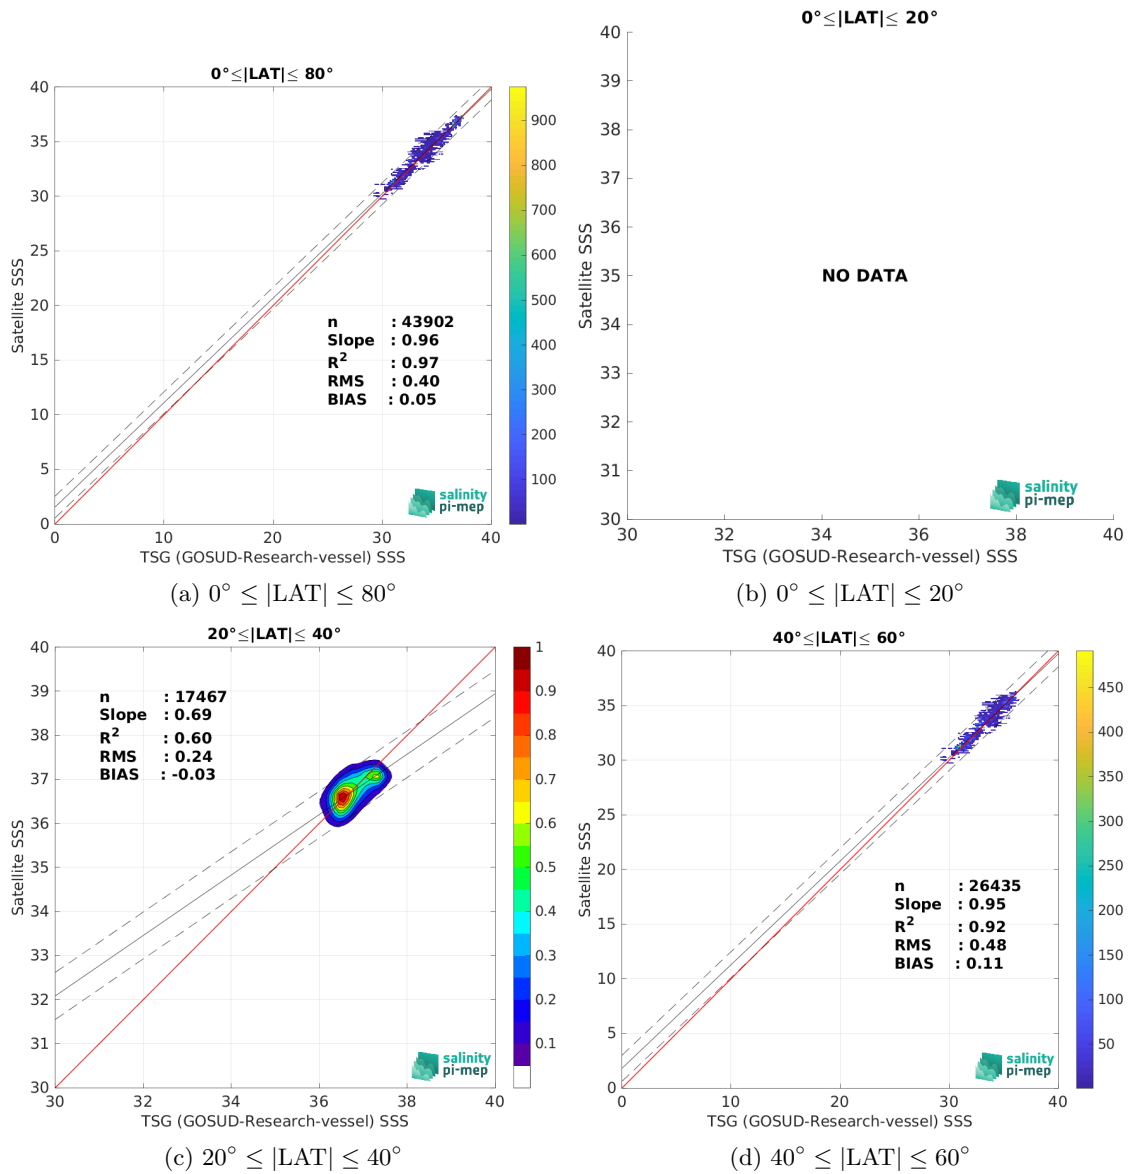 0°≤|LAT|≤ 80°
40
35
30
25
20
15
10
5
0
0
10
20
30
40
Satellite SSS
TSG (GOSUD-Research-vessel) SSS
n : 43902
Slope : 0.96
R² : 0.97
RMS : 0.40
BIAS : 0.05
salinity
pi-mep
900
800
700
600
500
400
300
200
100
(a) 0° ≤ |LAT| ≤ 80°
0°≤|LAT|≤ 20°
40
39
38
37
36
35
34
33
32
31
30
30
32
34
36
38
40
Satellite SSS
NO DATA
salinity
pi-mep
TSG (GOSUD-Research-vessel) SSS
(b) 0° ≤ |LAT| ≤ 20°
20°≤|LAT|≤ 40°
40
39
38
37
36
35
34
33
32
31
30
30
32
34
36
38
40
Satellite SSS
n : 17467
Slope : 0.69
R² : 0.60
RMS : 0.24
BIAS : -0.03
salinity
pi-mep
TSG (GOSUD-Research-vessel) SSS
1
0.9
0.8
0.7
0.6
0.5
0.4
0.3
0.2
0.1
(c) 20° ≤ |LAT| ≤ 40°
40°≤|LAT|≤ 60°
40
35
30
25
20
15
10
5
0
0
10
20
30
40
Satellite SSS
n : 26435
Slope : 0.95
R² : 0.92
RMS : 0.48
BIAS : 0.11
salinity
pi-mep
TSG (GOSUD-Research-vessel) SSS
450
400
350
300
250
200
150
100
50
(d) 40° ≤ |LAT| ≤ 60°